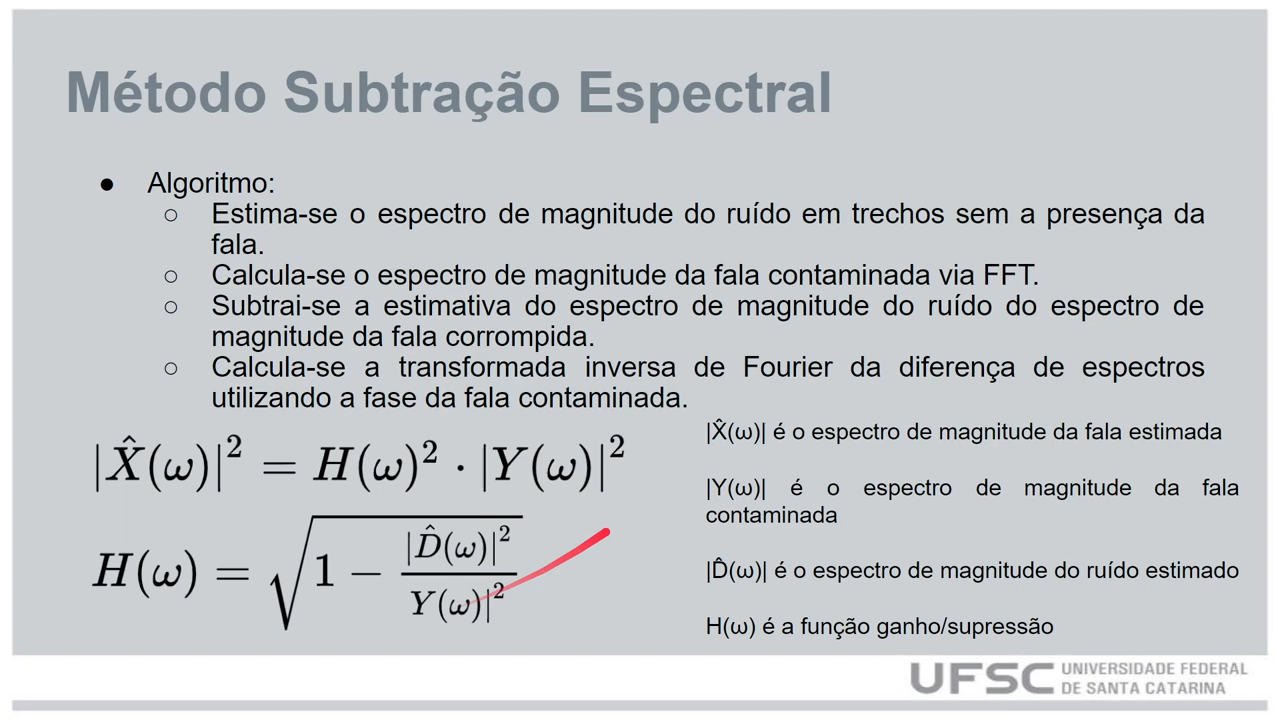 Método Subtração Espectral
● Algoritmo:
○ Estima-se o espectro de magnitude do ruído em trechos sem a presença da
fala.
○ Calcula-se o espectro de magnitude da fala contaminada via FFT.
○ Subtrai-se a estimativa do espectro de magnitude do ruído do espectro de
magnitude da fala corrompida.
○ Calcula-se a transformada inversa de Fourier da diferença de espectros
utilizando a fase da fala contaminada.
|X̂(ω)|² = H(ω)² · |Y(ω)|²
H(ω) = √(1 − |D̂(ω)|² / Y(ω)|²)
|X̂(ω)| é o espectro de magnitude da fala estimada
|Y(ω)| é o espectro de magnitude da fala
contaminada
|D̂(ω)| é o espectro de magnitude do ruído estimado
H(ω) é a função ganho/supressão
UFSC UNIVERSIDADE FEDERAL
DE SANTA CATARINA